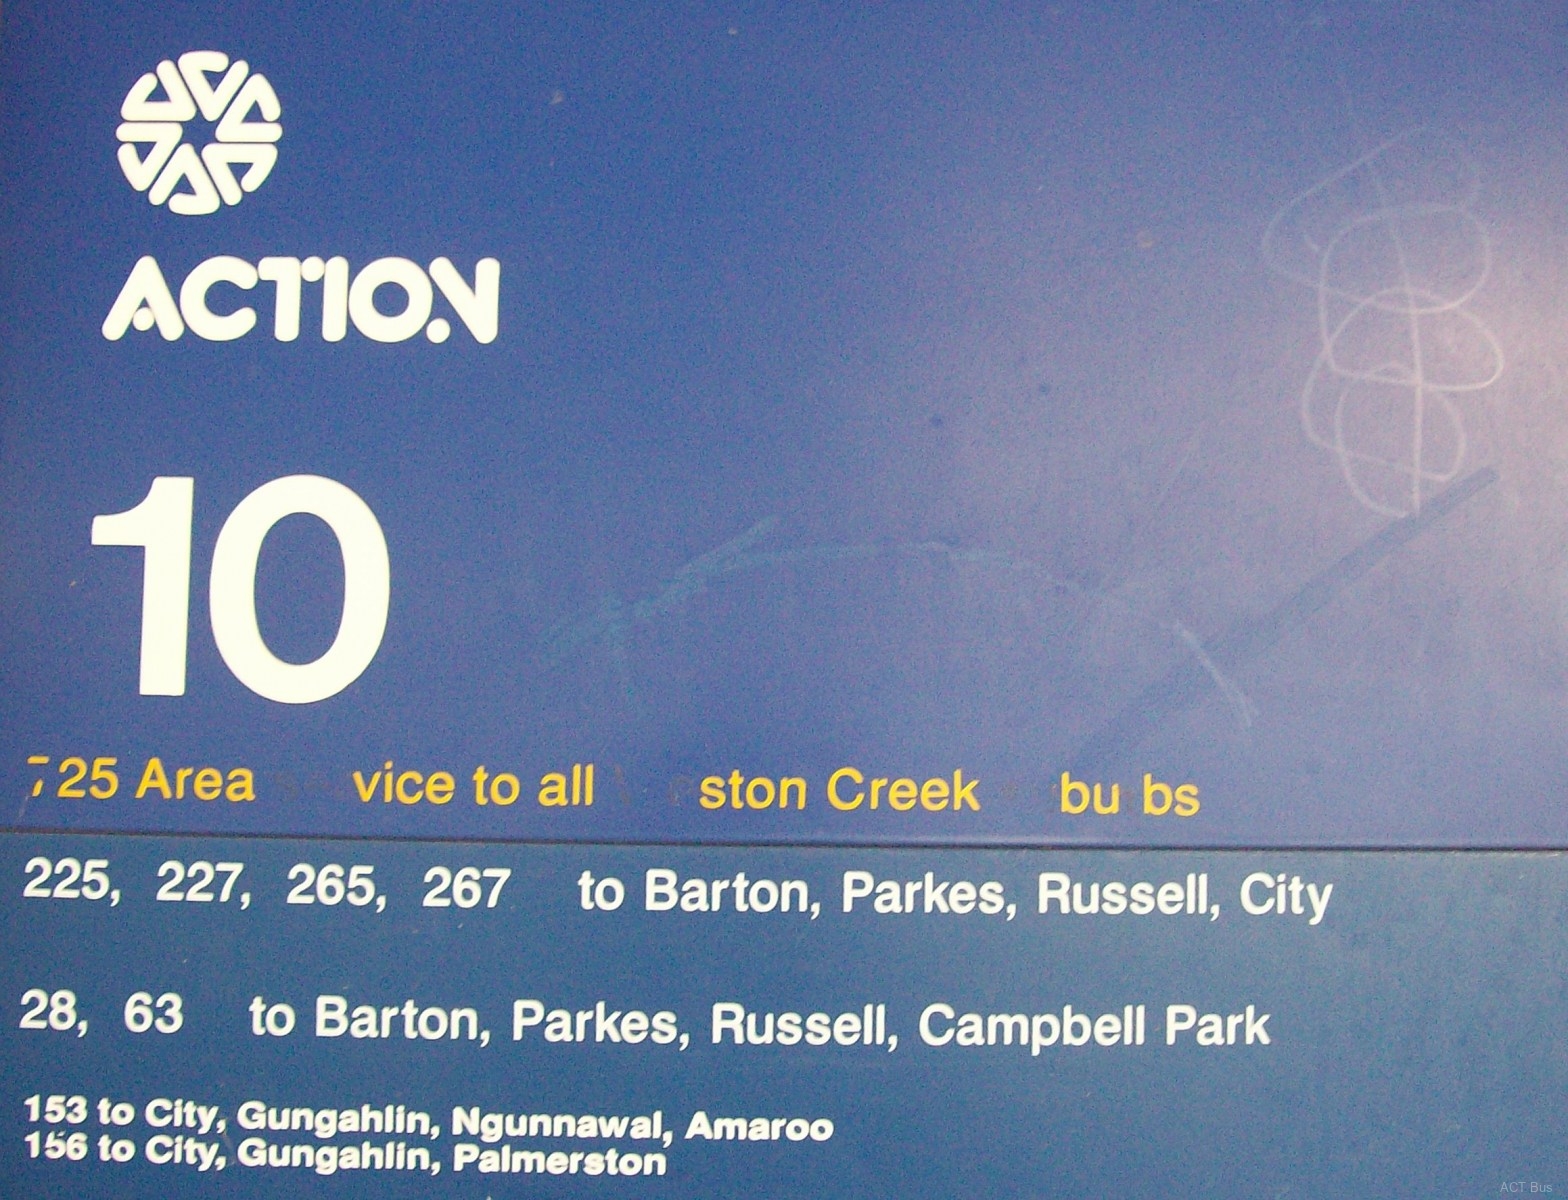 ACTION
10
725 Area vice to all ston Creek bu bs
225, 227, 265, 267 to Barton, Parkes, Russell, City
28, 63 to Barton, Parkes, Russell, Campbell Park
153 to City, Gungahlin, Ngunnawal, Amaroo
156 to City, Gungahlin, Palmerston
ACT Bus